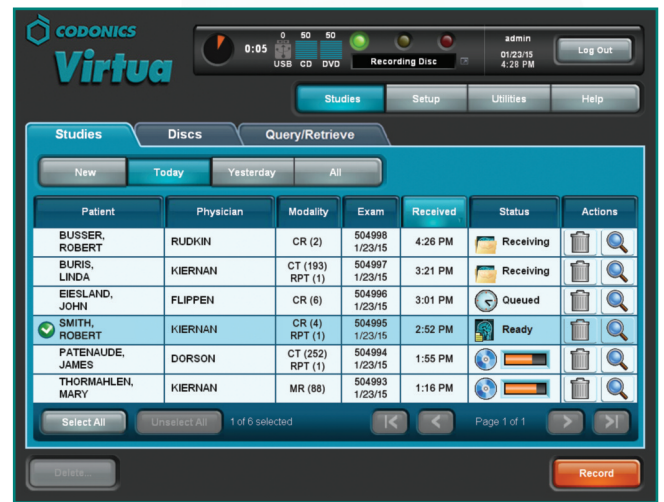 CODONICS
Virtua
0:05
0 50 50
USB CD DVD
Recording Disc
admin
01/23/15
4:28 PM
Log Out
Studies Setup Utilities Help
Studies Discs Query/Retrieve
New Today Yesterday All
Patient Physician Modality Exam Received Status Actions
BUSSER, ROBERT RUDKIN CR (2) 504998 1/23/15 4:26 PM Receiving
BURIS, LINDA KIERNAN CT (193) RPT (1) 504997 1/23/15 3:21 PM Receiving
EIESLAND, JOHN FLIPPEN CR (6) 504996 1/23/15 3:01 PM Queued
SMITH, ROBERT KIERNAN CR (4) RPT (1) 504995 1/23/15 2:52 PM Ready
PATENAUDE, JAMES DORSON CT (252) RPT (1) 504994 1/23/15 1:55 PM
THORMAHLEN, MARY KIERNAN MR (88) 504993 1/23/15 1:16 PM
Select All Unselect All 1 of 6 selected Page 1 of 1
Delete... Record